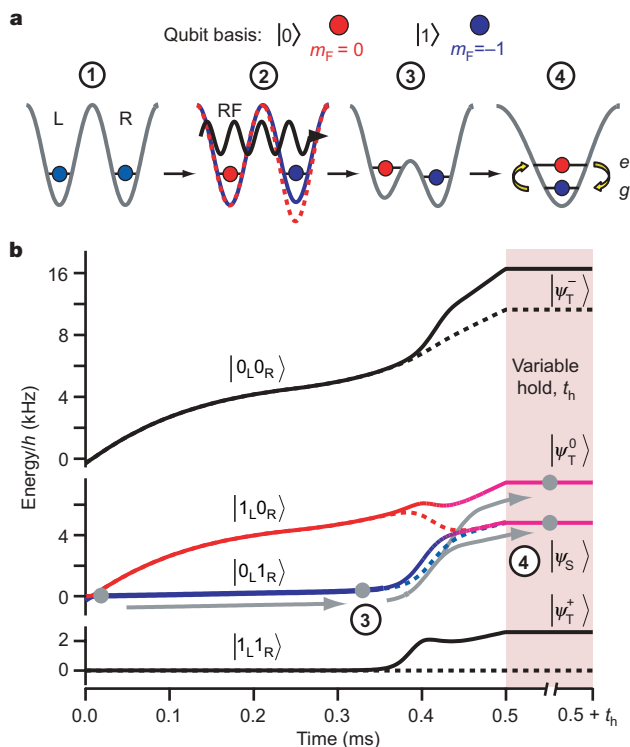 a
Qubit basis: |0⟩ |1⟩
m_F = 0 m_F = −1
1 2 3 4
L R RF
e
g
b
Energy/h (kHz)
16
8
4
0
4
0
2
0
|0_L0_R⟩
|1_L0_R⟩
|0_L1_R⟩
|1_L1_R⟩
3
4
|ψ_T^−⟩
Variable
hold, t_h
|ψ_T^0⟩
|ψ_S⟩
|ψ_T^+⟩
0.0 0.1 0.2 0.3 0.4 0.5 0.5 + t_h
Time (ms)